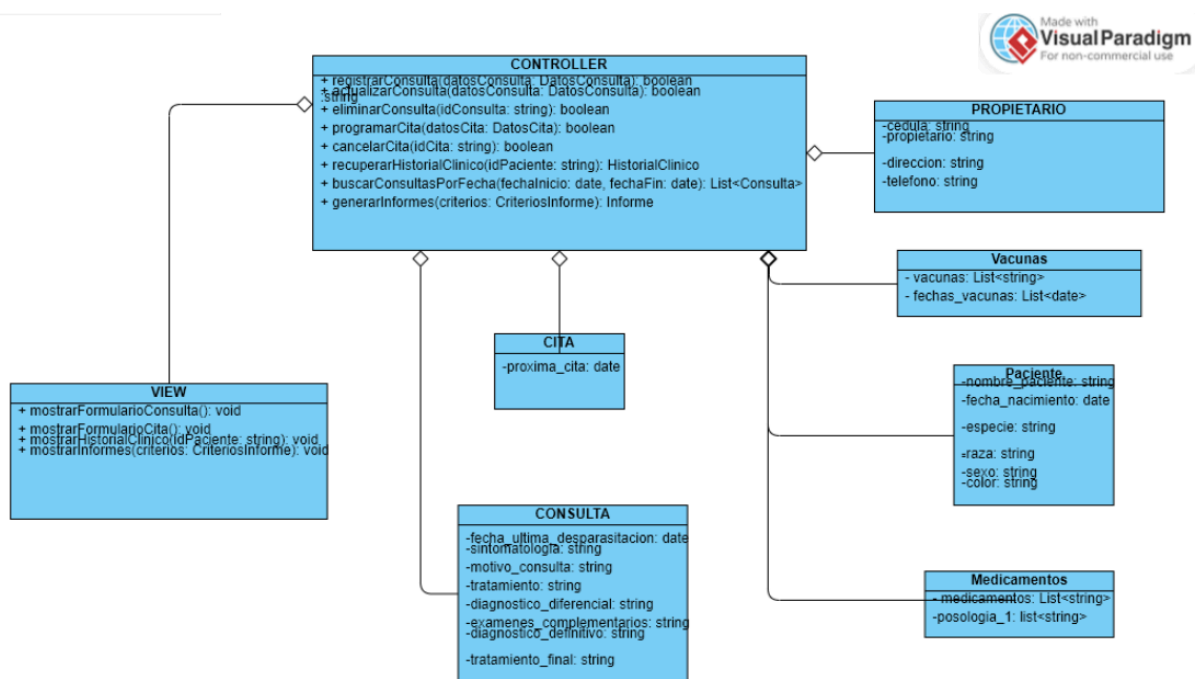 Made with
Visual Paradigm
For non-commercial use
CONTROLLER
+ registrarConsulta(datosConsulta: DatosConsulta): boolean
+ actualizarConsulta(datosConsulta: DatosConsulta): boolean
:string
+ eliminarConsulta(idConsulta: string): boolean
+ programarCita(datosCita: DatosCita): boolean
+ cancelarCita(idCita: string): boolean
+ recuperarHistorialClinico(idPaciente: string): HistorialClinico
+ buscarConsultasPorFecha(fechaInicio: date, fechaFin: date): List<Consulta>
+ generarInformes(criterios: CriteriosInforme): Informe
PROPIETARIO
-cedula: string
-propietario: string
-direccion: string
-telefono: string
Vacunas
- vacunas: List<string>
- fechas_vacunas: List<date>
CITA
-proxima_cita: date
Paciente
-nombre_paciente: string
-fecha_nacimiento: date
-especie: string
-raza: string
-sexo: string
-color: string
VIEW
+ mostrarFormularioConsulta(): void
+ mostrarFormularioCita(): void
+ mostrarHistorialClinico(idPaciente: string): void
+ mostrarInformes(criterios: CriteriosInforme): void
CONSULTA
-fecha_ultima_desparasitacion: date
-sintomatologia: string
-motivo_consulta: string
-tratamiento: string
-diagnostico_diferencial: string
-examenes_complementarios: string
-diagnostico_definitivo: string
-tratamiento_final: string
Medicamentos
- medicamentos: List<string>
-posologia_1: list<string>